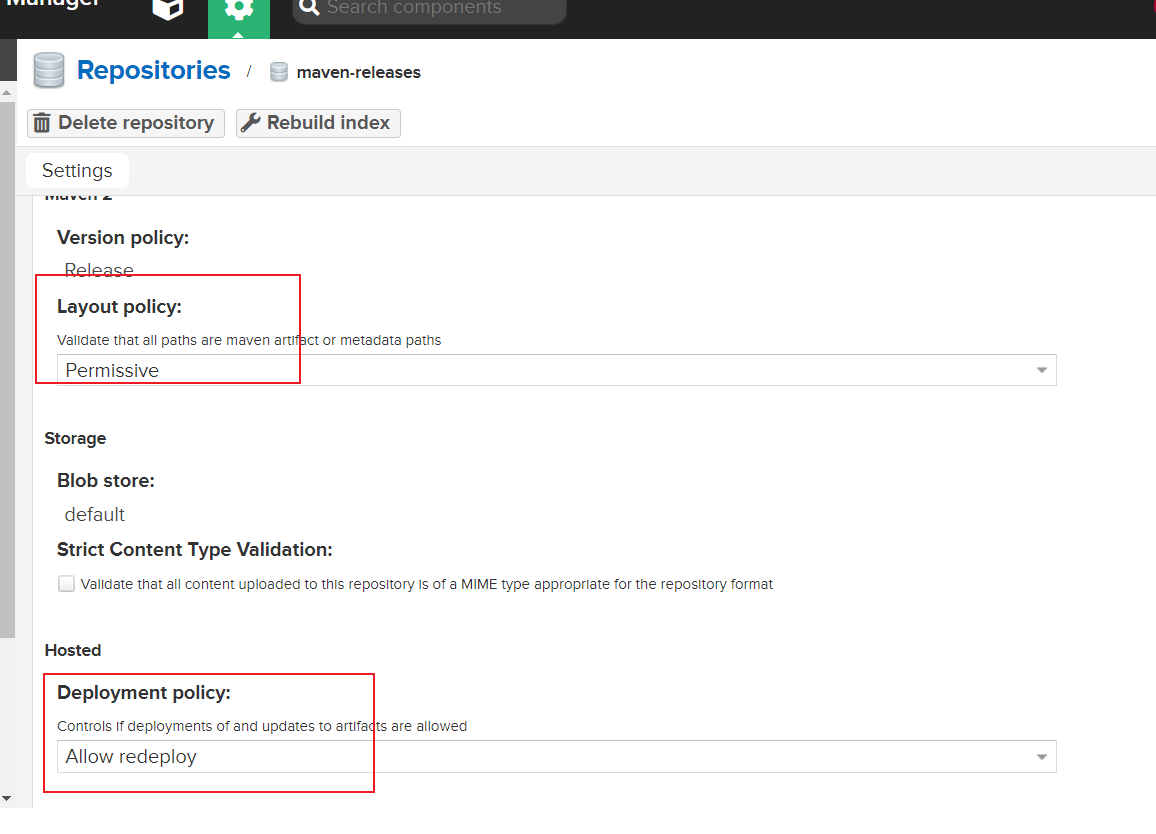 Manager
Search components
Repositories / maven-releases
Delete repository Rebuild index
Settings
Maven 2
Version policy:
Release
Layout policy:
Validate that all paths are maven artifact or metadata paths
Permissive
Storage
Blob store:
default
Strict Content Type Validation:
Validate that all content uploaded to this repository is of a MIME type appropriate for the repository format
Hosted
Deployment policy:
Controls if deployments of and updates to artifacts are allowed
Allow redeploy